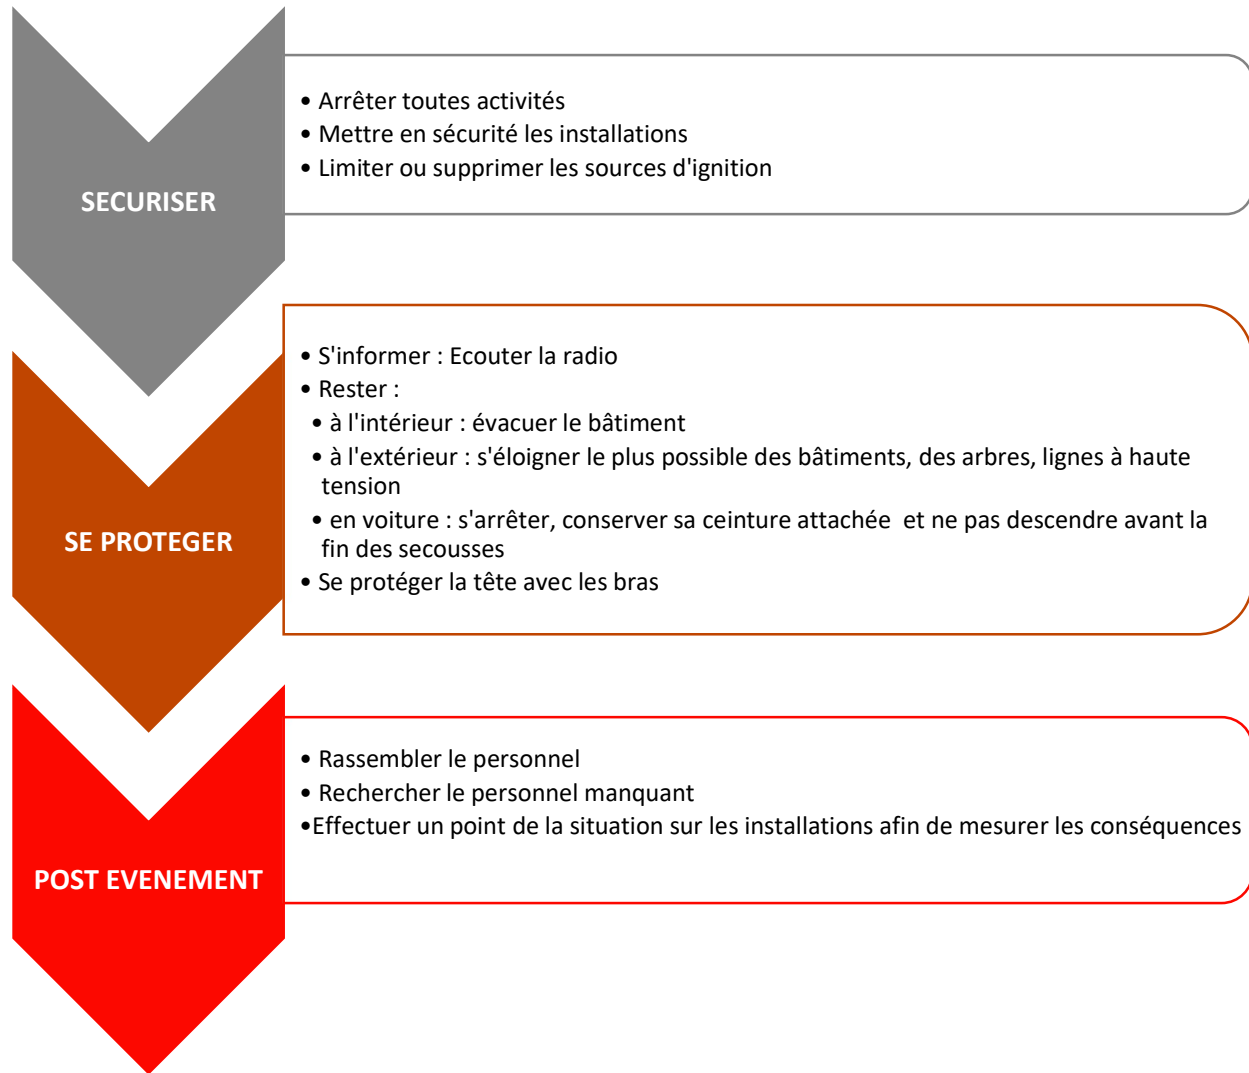 SECURISER
• Arrêter toutes activités
• Mettre en sécurité les installations
• Limiter ou supprimer les sources d'ignition
SE PROTEGER
• S'informer : Ecouter la radio
• Rester :
• à l'intérieur : évacuer le bâtiment
• à l'extérieur : s'éloigner le plus possible des bâtiments, des arbres, lignes à haute
tension
• en voiture : s'arrêter, conserver sa ceinture attachée  et ne pas descendre avant la
fin des secousses
• Se protéger la tête avec les bras
POST EVENEMENT
• Rassembler le personnel
• Rechercher le personnel manquant
•Effectuer un point de la situation sur les installations afin de mesurer les conséquences